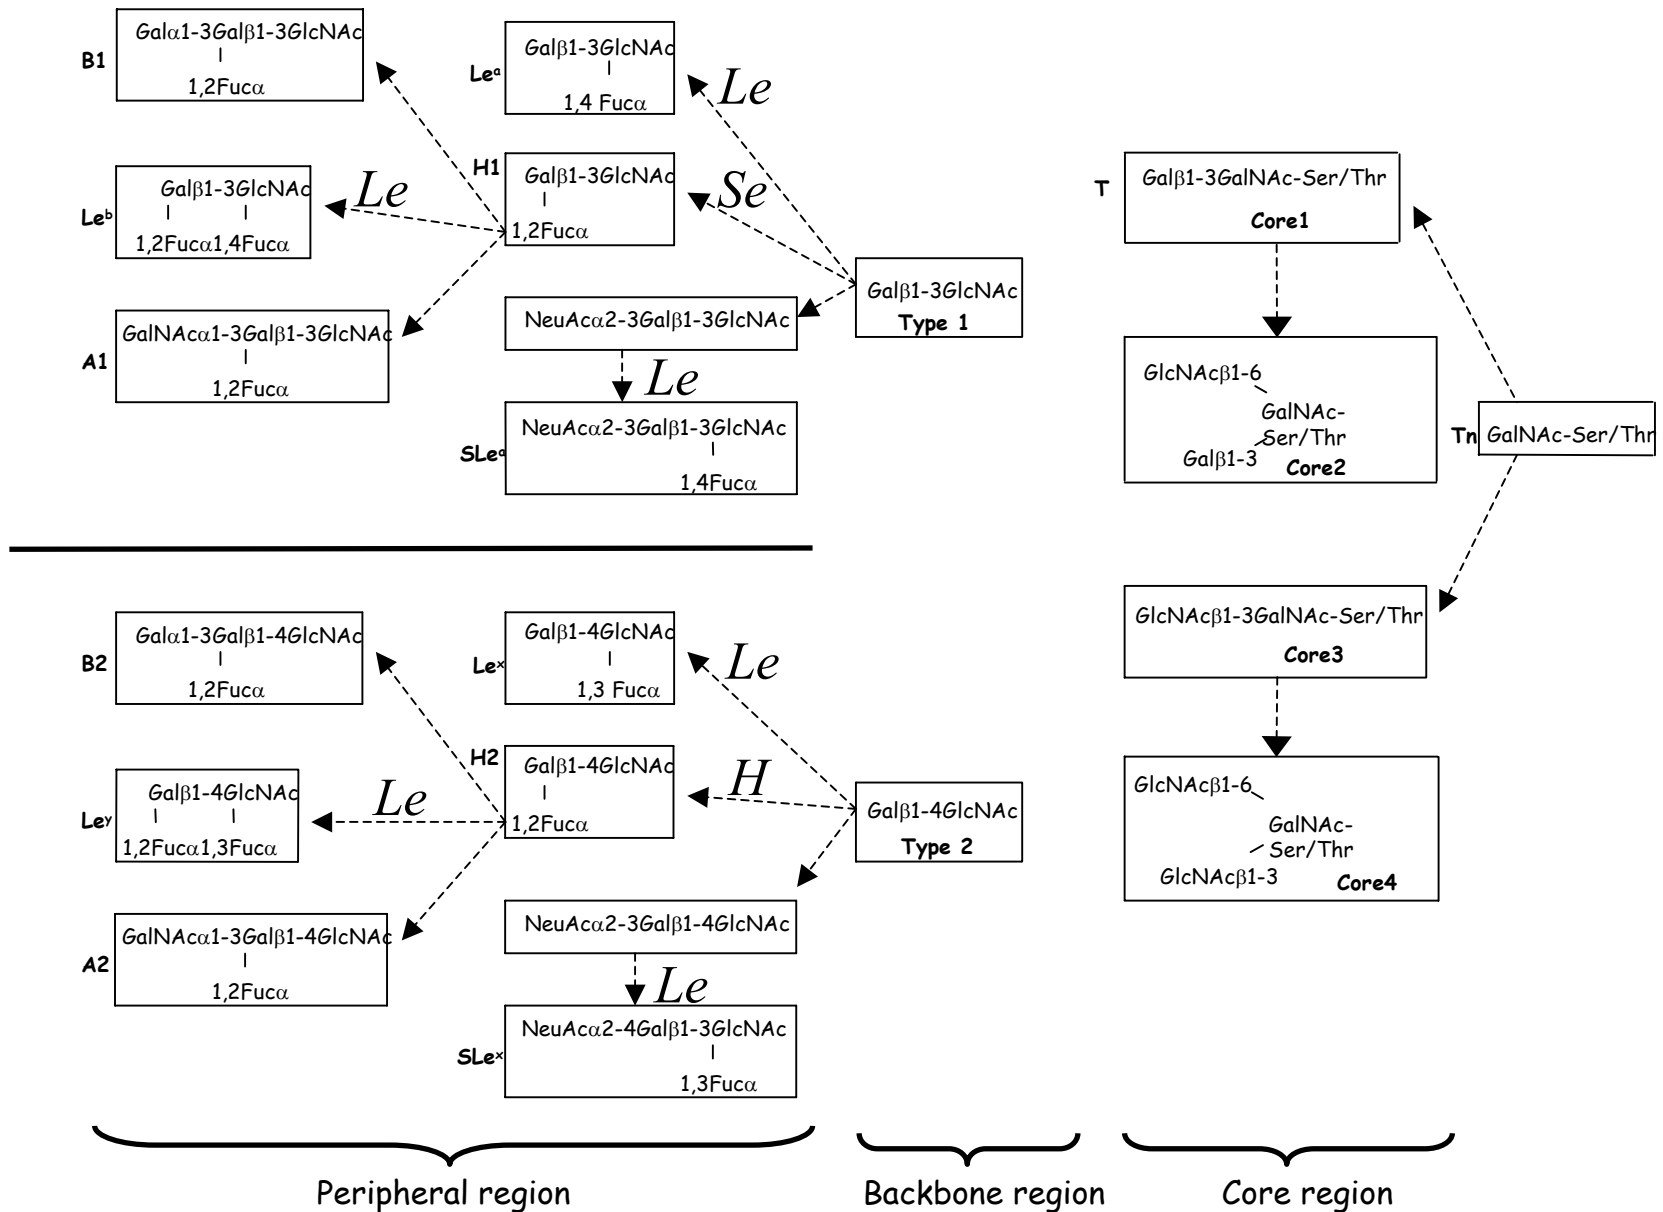 B1
Galα1-3Galβ1-3GlcNAc
1,2Fucα
Leᵃ
Galβ1-3GlcNAc
1,4 Fucα
Le
H1
Galβ1-3GlcNAc
1,2Fucα
Se
Leᵇ
Galβ1-3GlcNAc
1,2Fucα1,4Fucα
Le
A1
GalNAcα1-3Galβ1-3GlcNAc
1,2Fucα
NeuAcα2-3Galβ1-3GlcNAc
Le
SLeᵃ
NeuAcα2-3Galβ1-3GlcNAc
1,4Fucα
Galβ1-3GlcNAc
Type 1
T
Galβ1-3GalNAc-Ser/Thr
Core1
GlcNAcβ1-6
GalNAc-
Ser/Thr
Galβ1-3
Core2
Tn
GalNAc-Ser/Thr
B2
Galα1-3Galβ1-4GlcNAc
1,2Fucα
Leˣ
Galβ1-4GlcNAc
1,3 Fucα
Le
H2
Galβ1-4GlcNAc
1,2Fucα
H
Leʸ
Galβ1-4GlcNAc
1,2Fucα1,3Fucα
Le
A2
GalNAcα1-3Galβ1-4GlcNAc
1,2Fucα
NeuAcα2-3Galβ1-4GlcNAc
Le
SLeˣ
NeuAcα2-4Galβ1-3GlcNAc
1,3Fucα
Galβ1-4GlcNAc
Type 2
GlcNAcβ1-3GalNAc-Ser/Thr
Core3
GlcNAcβ1-6
GalNAc-
Ser/Thr
GlcNAcβ1-3
Core4
Peripheral region
Backbone region
Core region